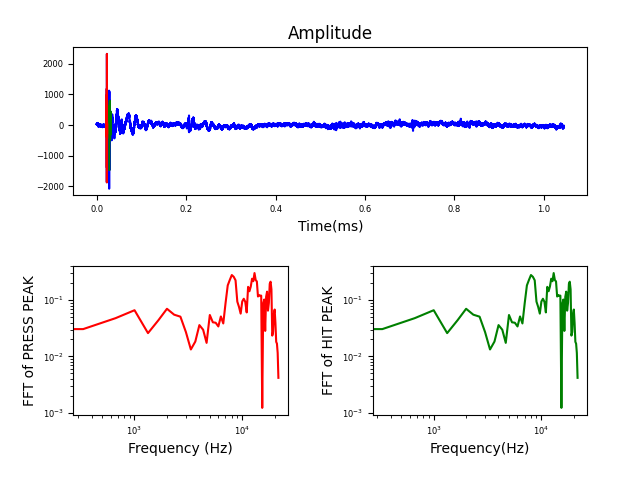 Amplitude
2000
1000
0
−1000
−2000
0.0 0.2 0.4 0.6 0.8 1.0
Time(ms)
FFT of PRESS PEAK
10⁻¹
10⁻²
10⁻³
10³ 10⁴
Frequency (Hz)
FFT of HIT PEAK
10⁻¹
10⁻²
10⁻³
10³ 10⁴
Frequency(Hz)